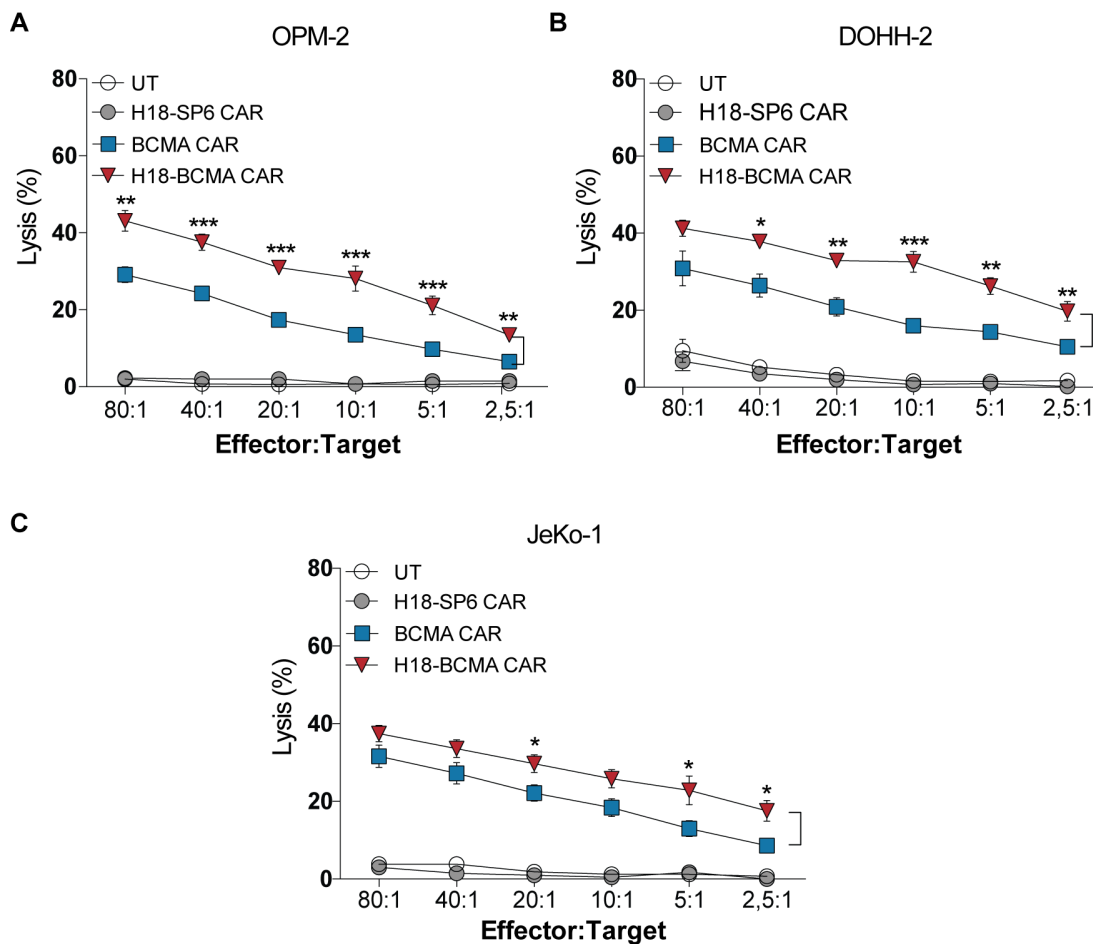 A
OPM-2
80
60
40
20
0
Lysis (%)
UT
H18-SP6 CAR
BCMA CAR
H18-BCMA CAR
** *** *** *** *** **
80:1 40:1 20:1 10:1 5:1 2,5:1
Effector:Target
B
DOHH-2
80
60
40
20
0
Lysis (%)
UT
H18-SP6 CAR
BCMA CAR
H18-BCMA CAR
* ** *** ** **
80:1 40:1 20:1 10:1 5:1 2,5:1
Effector:Target
C
JeKo-1
80
60
40
20
0
Lysis (%)
UT
H18-SP6 CAR
BCMA CAR
H18-BCMA CAR
* * *
80:1 40:1 20:1 10:1 5:1 2,5:1
Effector:Target